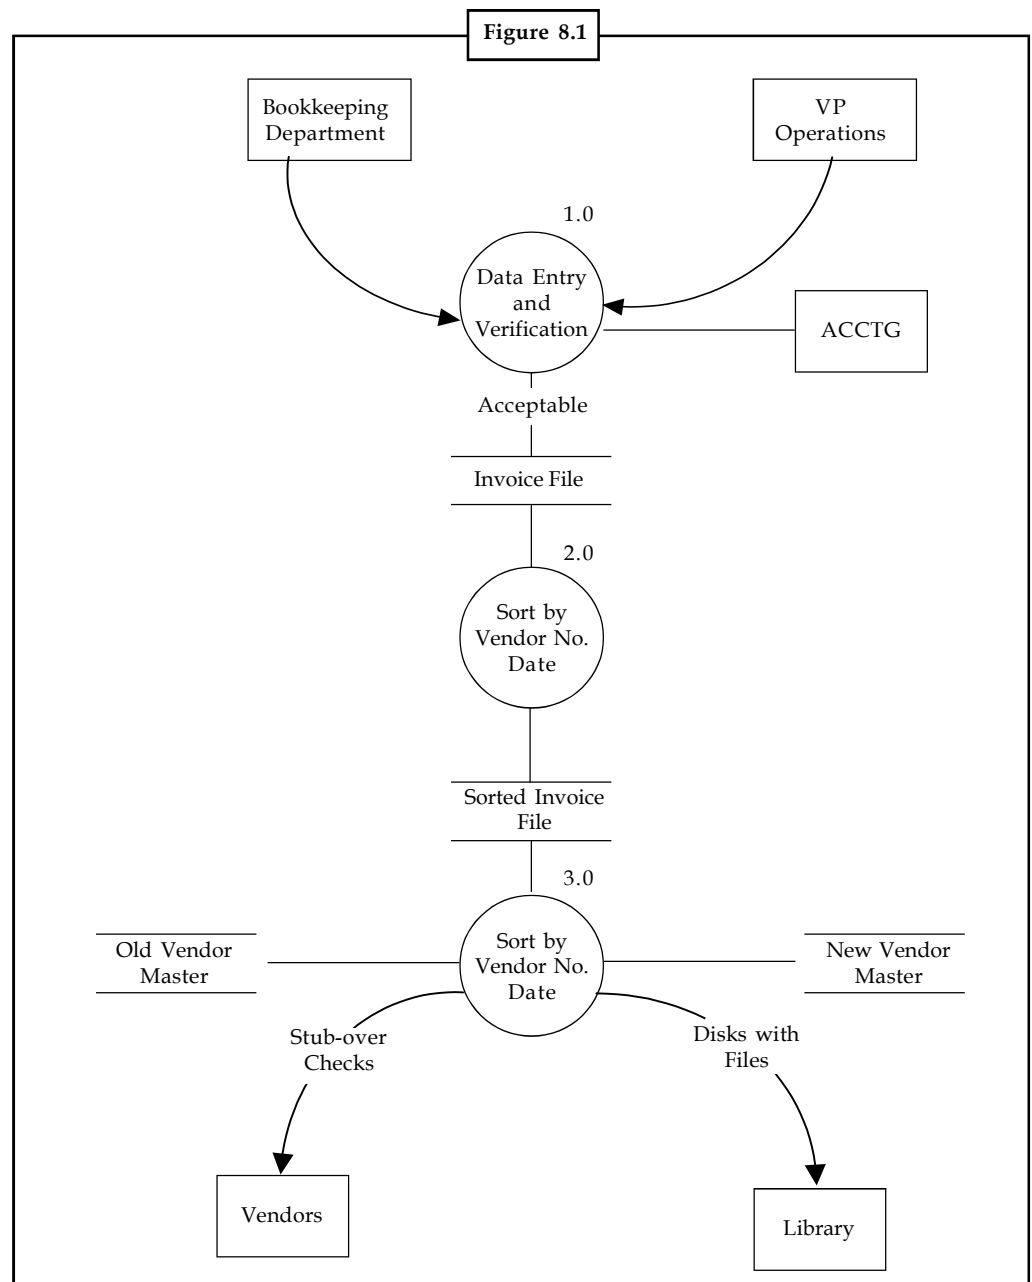 Figure 8.1
Bookkeeping
Department
VP
Operations
1.0
Data Entry
and
Verification
ACCTG
Acceptable
Invoice File
2.0
Sort by
Vendor No.
Date
Sorted Invoice
File
3.0
Old Vendor
Master
Sort by
Vendor No.
Date
New Vendor
Master
Stub-over
Checks
Disks with
Files
Vendors
Library